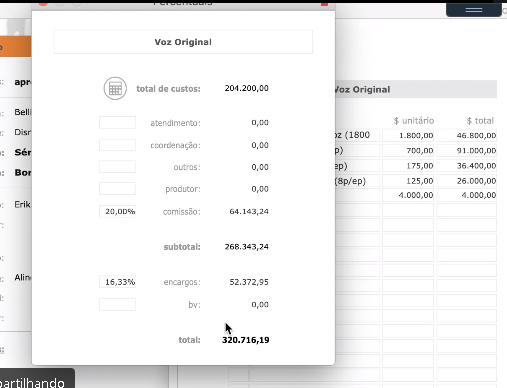 Percentuais
Voz Original
total de custos: 204.200,00
atendimento: 0,00
coordenação: 0,00
outros: 0,00
produtor: 0,00
20,00% comissão: 64.143,24
subtotal: 268.343,24
16,33% encargos: 52.372,95
bv: 0,00
total: 320.716,19
Voz Original
$ unitário $ total
oz (1800 1.800,00 46.800,00
p) 700,00 91.000,00
ep) 175,00 36.400,00
(8p/ep) 125,00 26.000,00
4.000,00 4.000,00
apr
Belli
Disn
Sér
Bor
Erik
Aline
partilhando